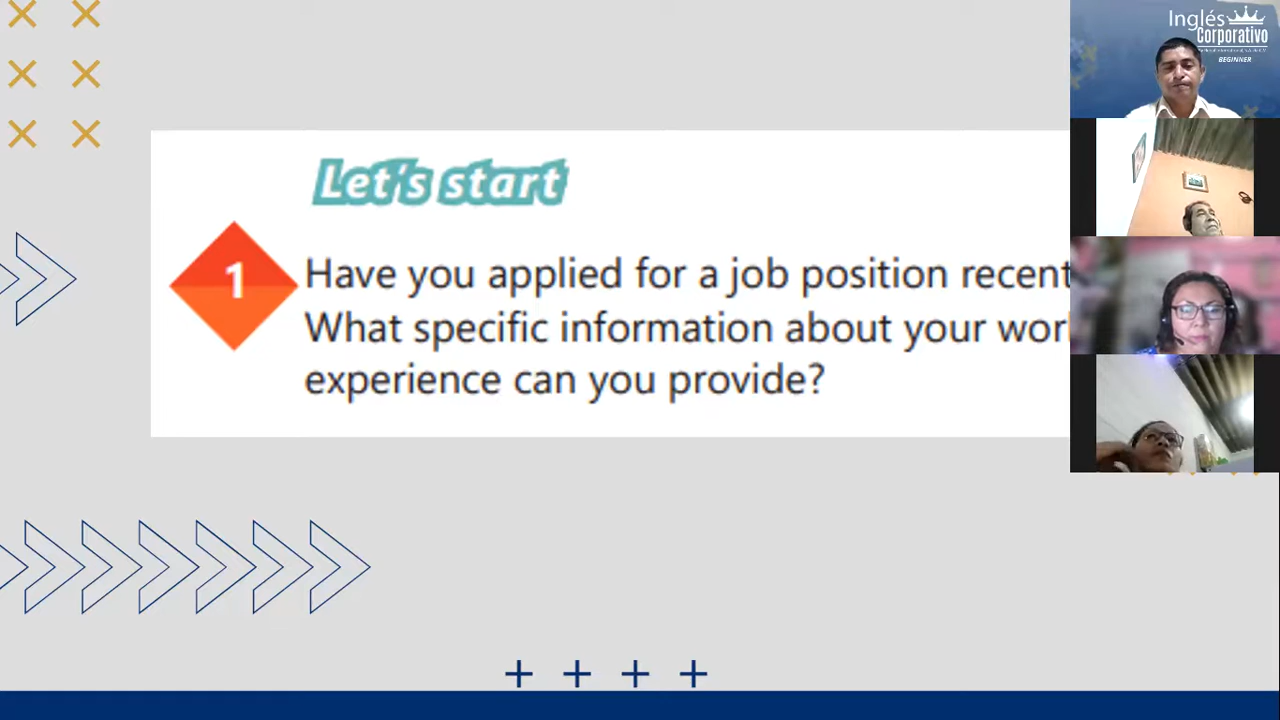 Let's start
1
Have you applied for a job position recent
What specific information about your wor
experience can you provide?
Inglés
Corporativo
BEGINNER